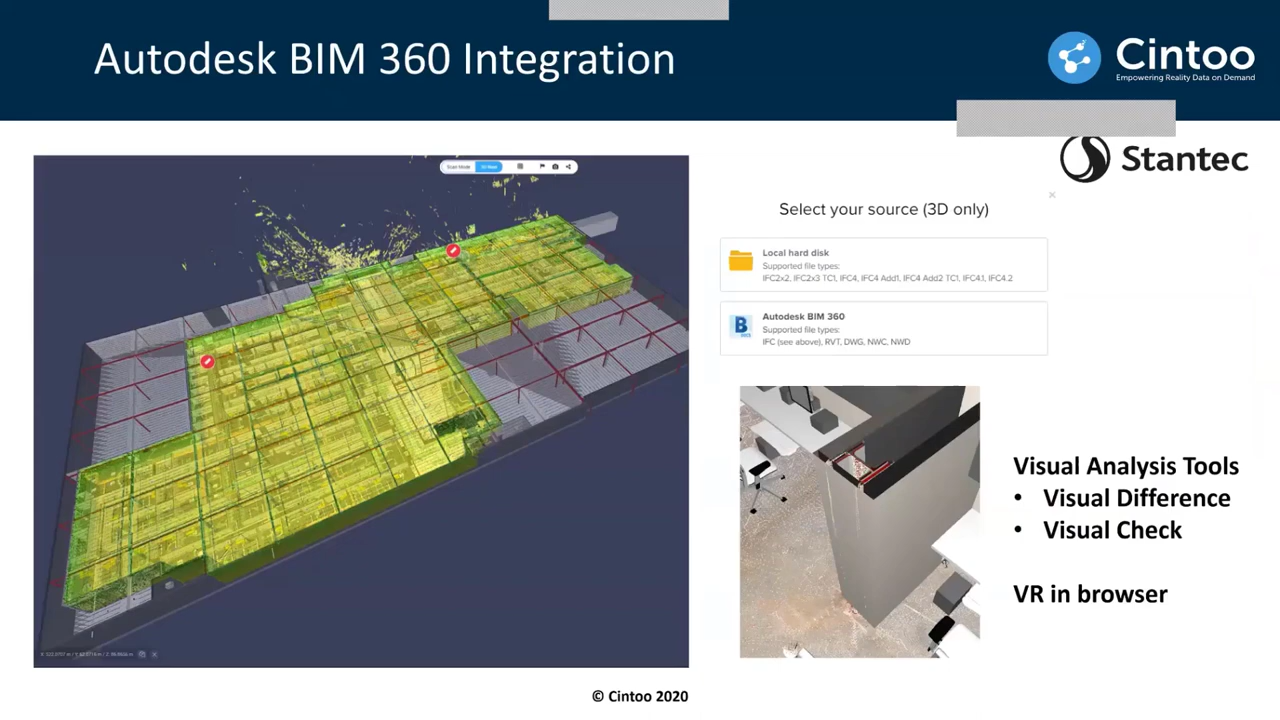 Autodesk BIM 360 Integration
Cintoo
Empowering Reality Data on Demand
Stantec
Scan Mode
Select your source (3D only)
Local hard disk
Supported file types:
IFC2x2, IFC2x3 TC1, IFC4, IFC4 Add1, IFC4 Add2 TC1, IFC4.1, IFC4.2
Autodesk BIM 360
Supported file types:
IFC (see above), RVT, DWG, NWC, NWD
Visual Analysis Tools
• Visual Difference
• Visual Check
VR in browser
© Cintoo 2020